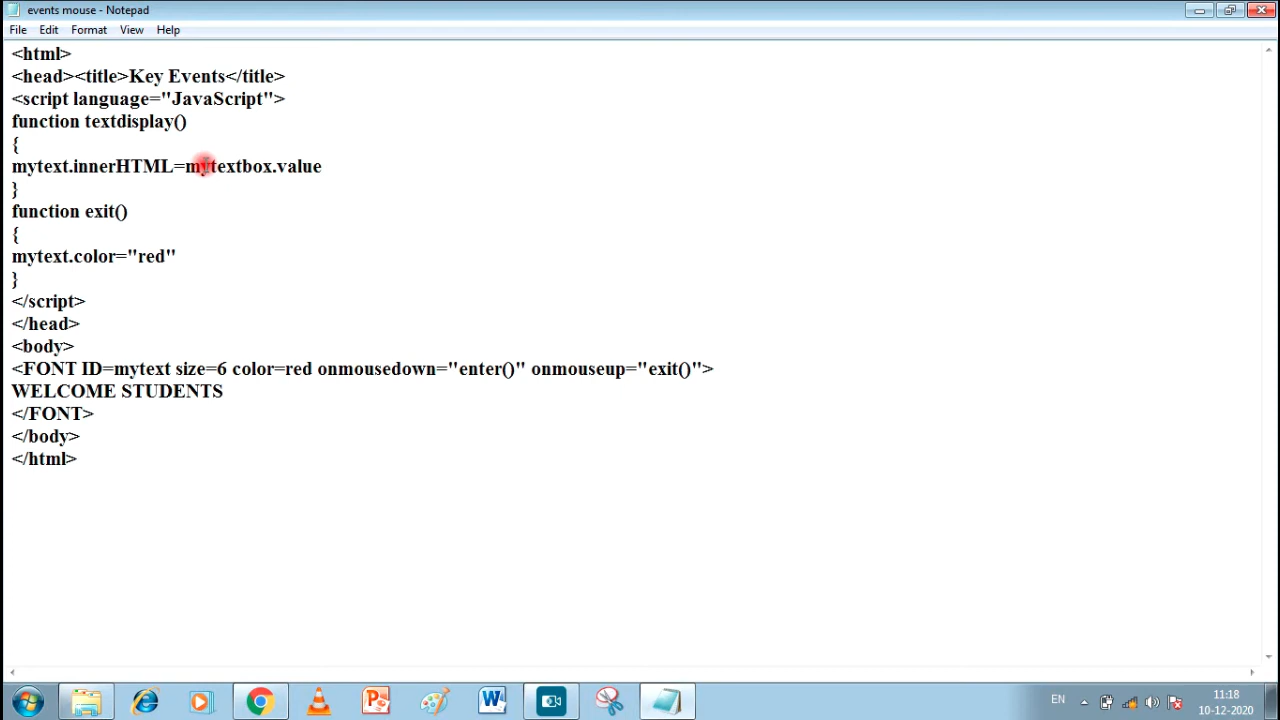 events mouse - Notepad
File Edit Format View Help
<html>
<head><title>Key Events</title>
<script language="JavaScript">
function textdisplay()
{
mytext.innerHTML=mytextbox.value
}
function exit()
{
mytext.color="red"
}
</script>
</head>
<body>
<FONT ID=mytext size=6 color=red onmousedown="enter()" onmouseup="exit()">
WELCOME STUDENTS
</FONT>
</body>
</html>
EN
11:18
10-12-2020